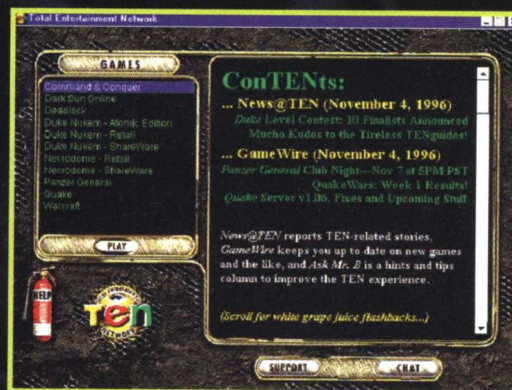 Total Entertainment Network
GAMES
Command & Conquer
Dark Sun Online
Deadlock
Duke Nukem - Atomic Edition
Duke Nukem - Retail
Duke Nukem - ShareWare
Necrodome - Retail
Necrodome - ShareWare
Panzer General
Quake
Warcraft
PLAY
HELP
TEN
ConTENts:
... News@TEN (November 4, 1996)
Duke Level Contest: 10 Finalists Announced
Mucho Kudos to the Tireless TENguides!
... GameWire (November 4, 1996)
Panzer General Club Night—Nov 7 at 5PM PST
QuakeWars: Week 1 Results!
Quake Server v1.06, Fixes and Upcoming Stuff
News@TEN reports TEN-related stories,
GameWire keeps you up to date on new games
and the like, and Ask Mr. B is a hints and tips
column to improve the TEN experience.
(Scroll for white grape juice flashbacks...)
SUPPORT
CHAT